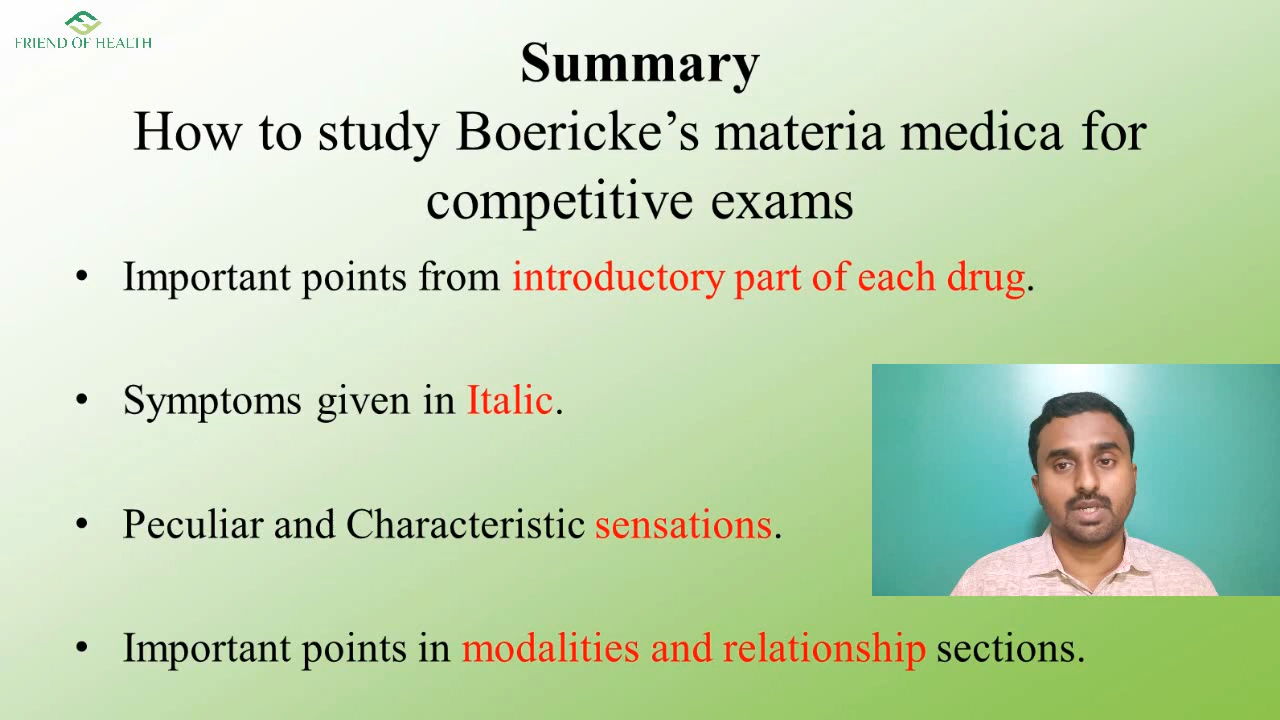 FRIEND OF HEALTH
Summary
How to study Boericke's materia medica for
competitive exams
• Important points from introductory part of each drug.
• Symptoms given in Italic.
• Peculiar and Characteristic sensations.
• Important points in modalities and relationship sections.